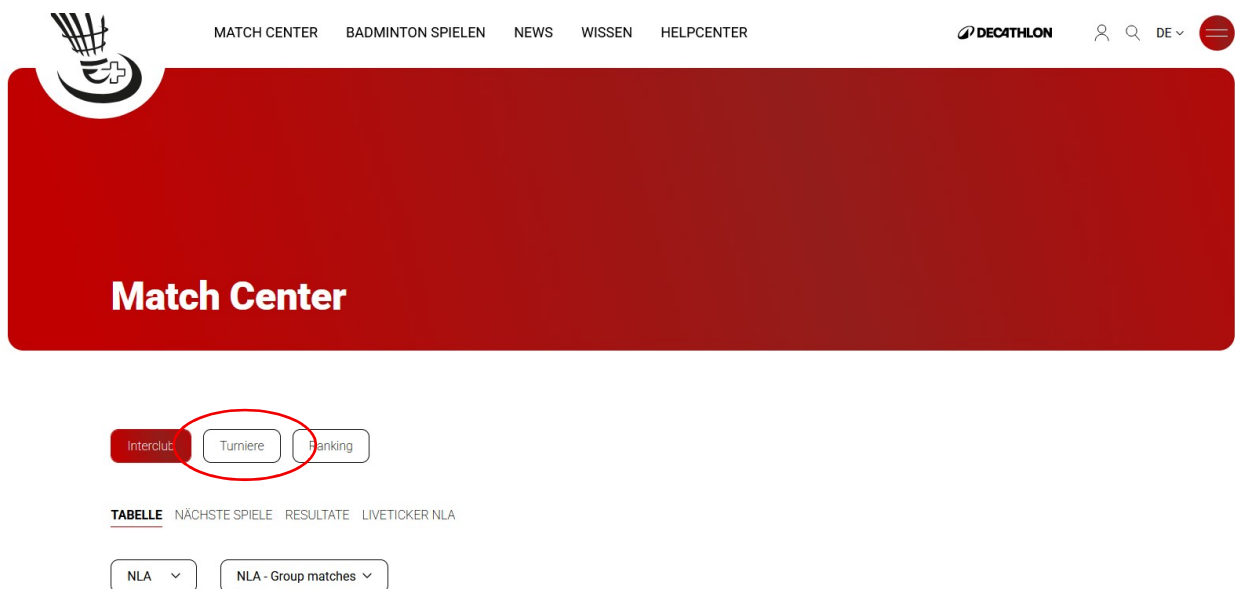 MATCH CENTER BADMINTON SPIELEN NEWS WISSEN HELPCENTER DECATHLON DE
Match Center
Interclub Turniere Ranking
TABELLE NÄCHSTE SPIELE RESULTATE LIVETICKER NLA
NLA NLA - Group matches